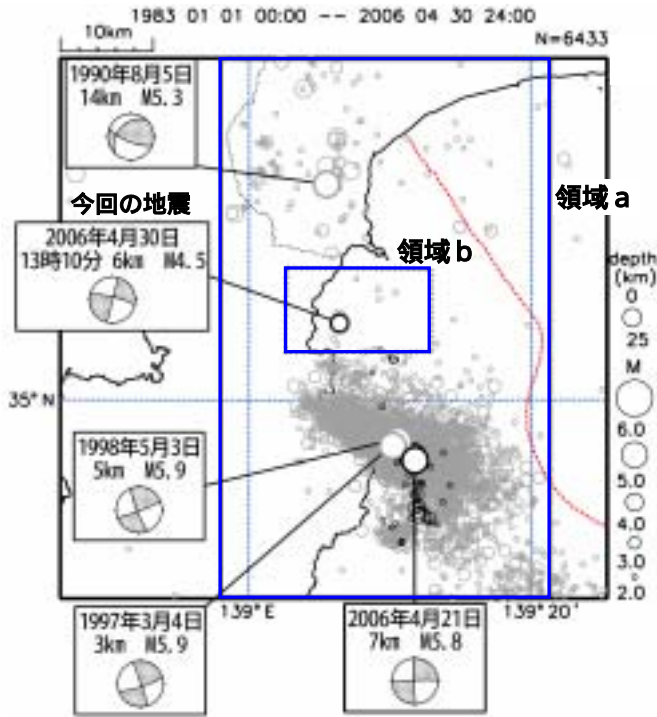 1983 01 01 00:00 -- 2006 04 30 24:00
10km
N=6433
1990年8月5日
14km M5.3
今回の地震
2006年4月30日
13時10分 6km M4.5
領域a
領域b
depth
(km)
0
25
M
6.0
5.0
4.0
3.0
2.0
35°N
1998年5月3日
5km M5.9
139°E
139°20'
1997年3月4日
3km M5.9
2006年4月21日
7km M5.8